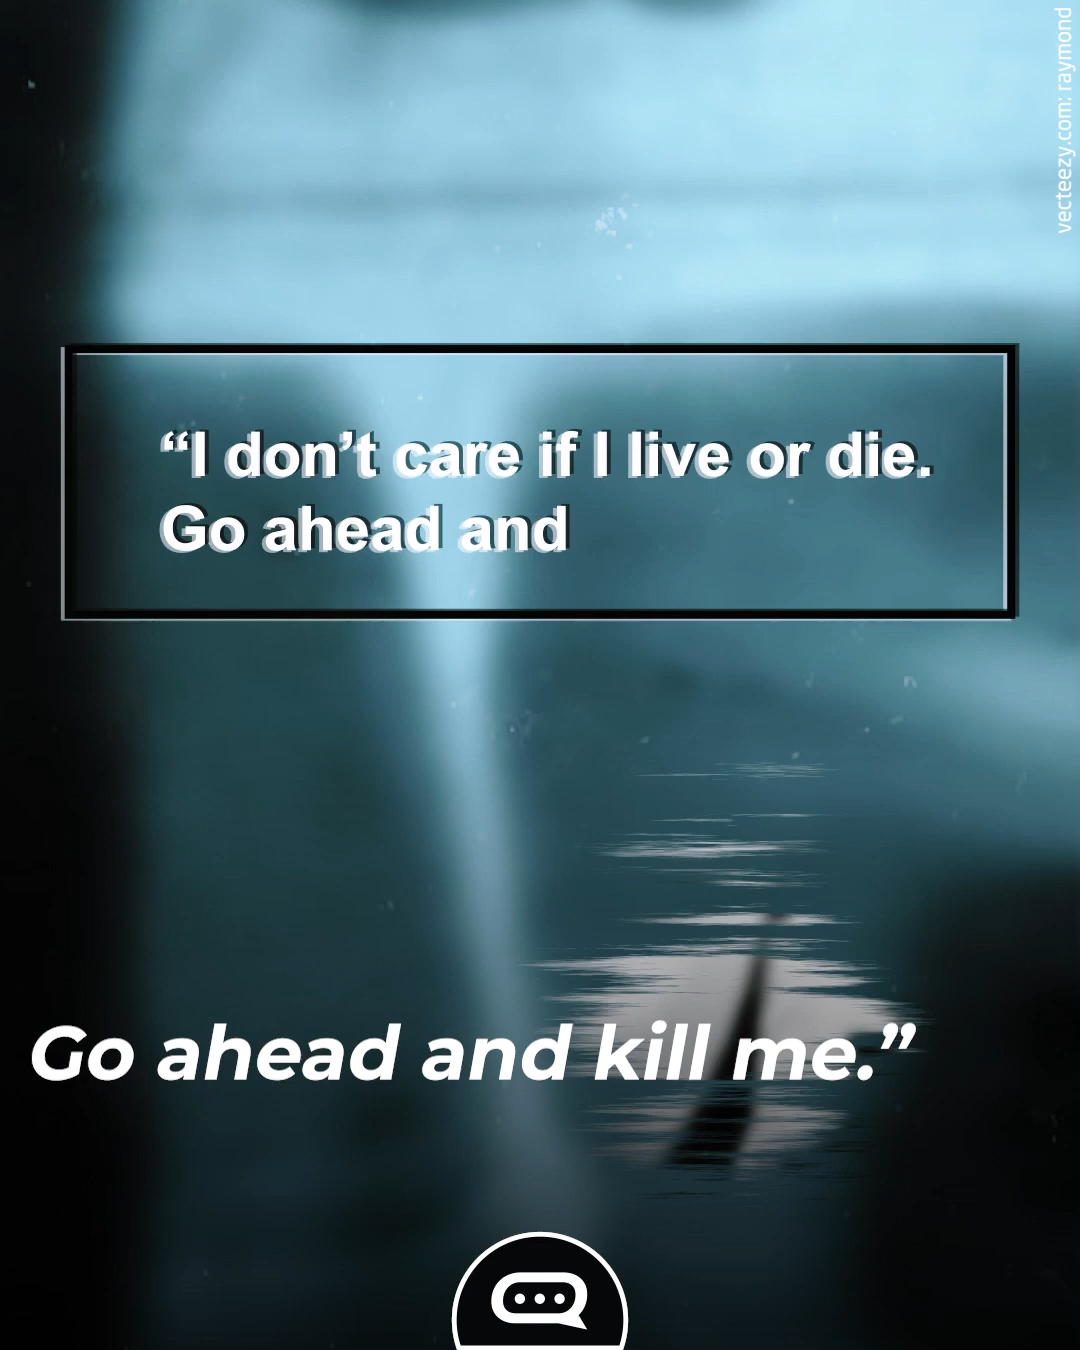 vecteezy.com: raymond
“I don’t care if I live or die.
Go ahead and
Go ahead and kill me.”